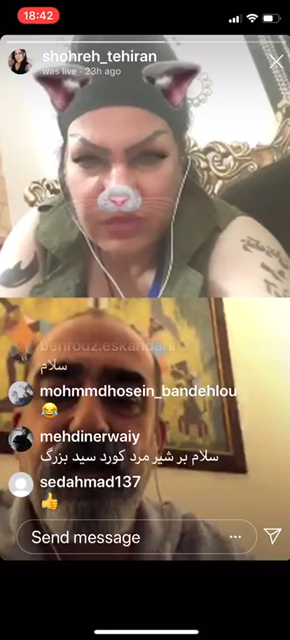 18:42
shohreh_tehiran
was live · 23h ago
behrouz.eskandari
سلام
mohmmdhosein_bandehlou
😂
mehdinerwaiy
سلام بر شیر مرد کورد سید بزرگ
sedahmad137
👍
Send message